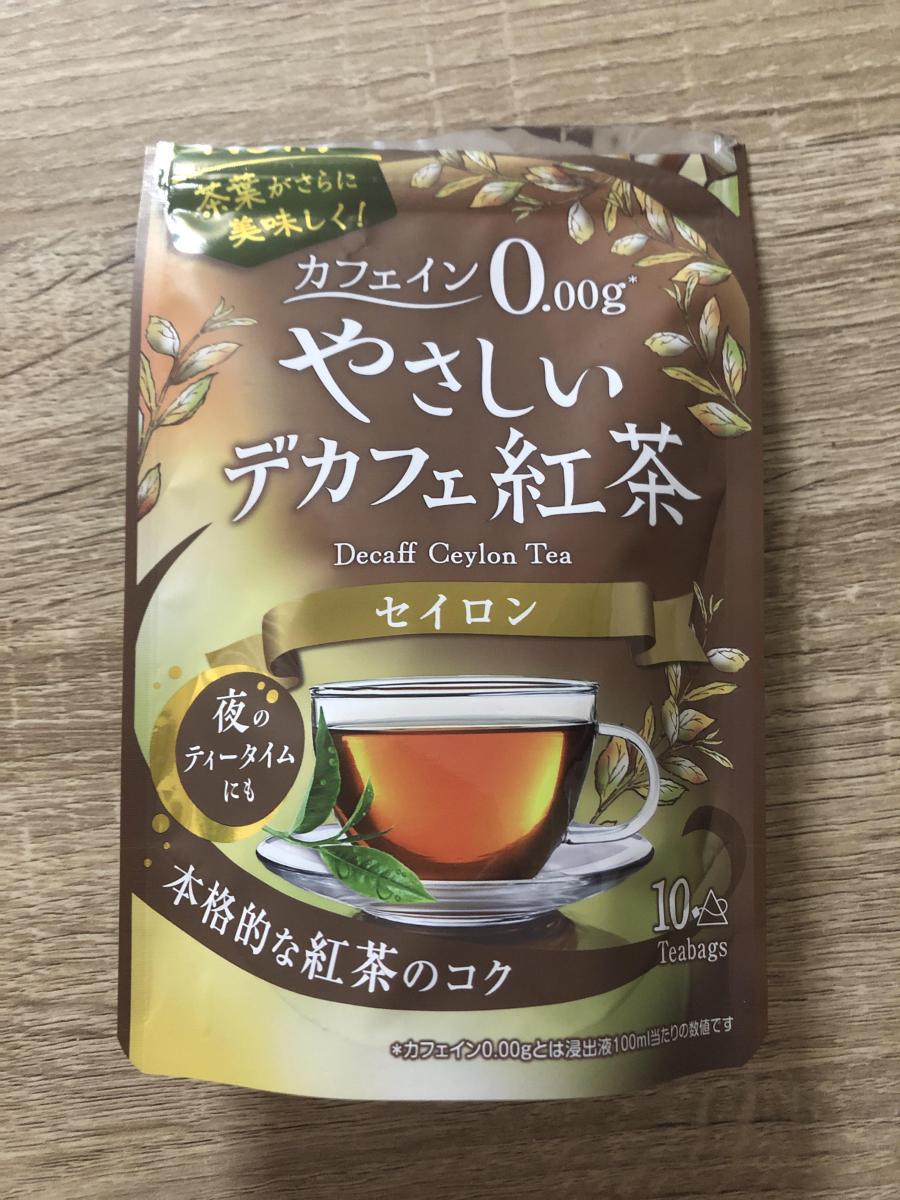 茶葉がさらに
美味しく!
カフェイン0.00g*
やさしい
デカフェ紅茶
Decaff Ceylon Tea
セイロン
夜の
ティータイム
にも
本格的な紅茶のコク
10
Teabags
*カフェイン0.00gとは浸出液100ml当たりの数値です